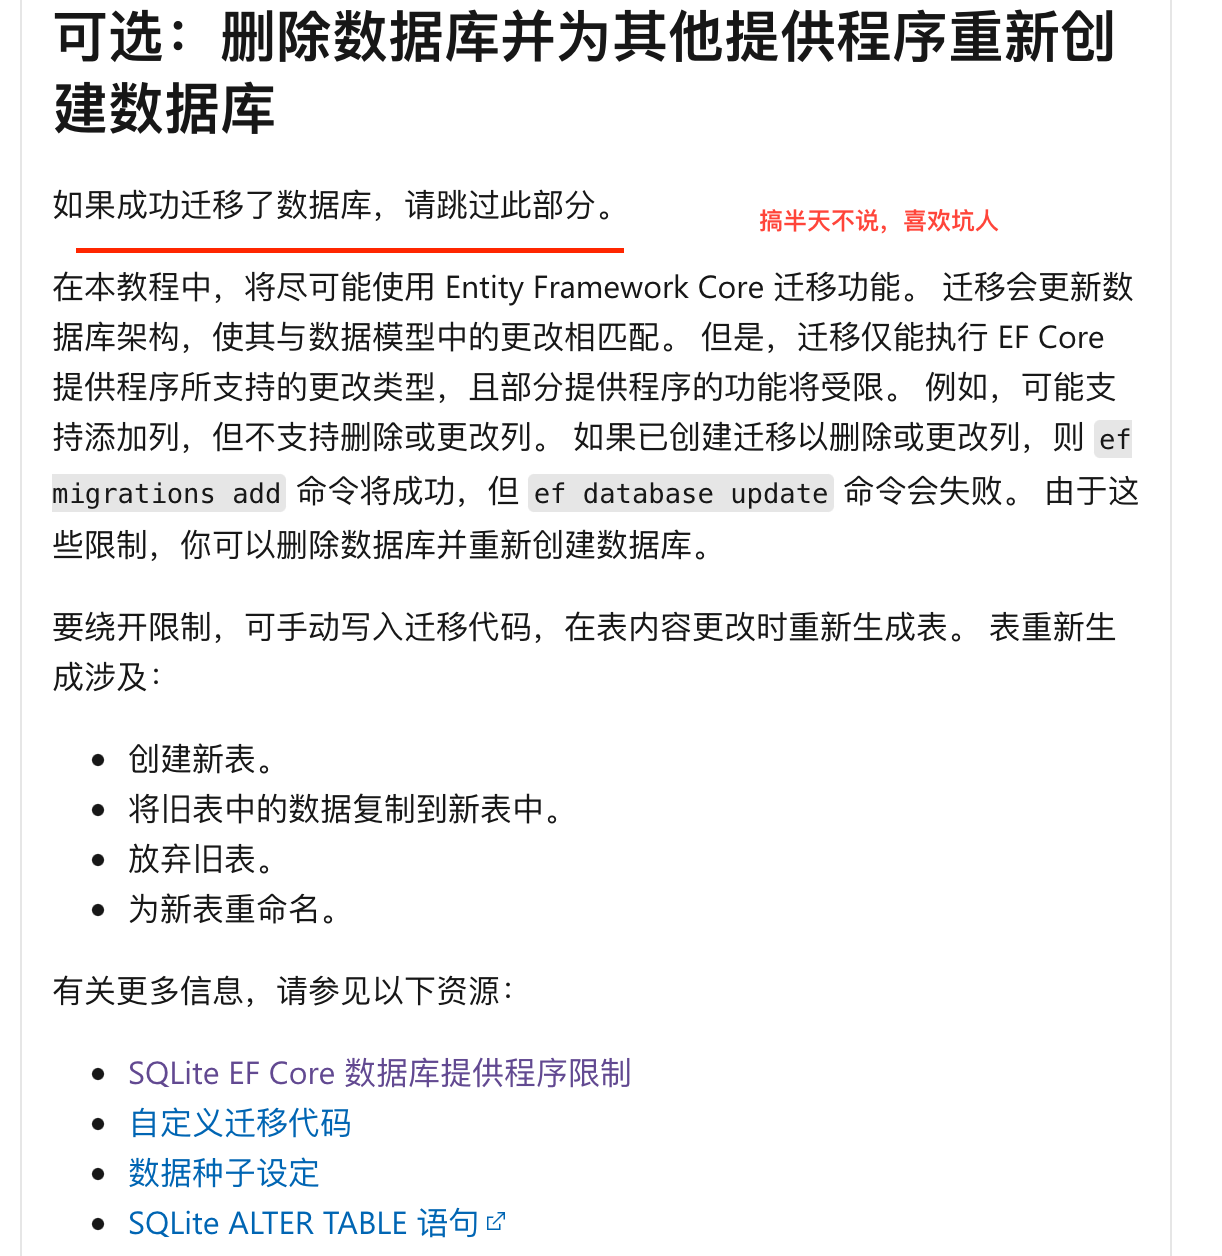 可选：删除数据库并为其他提供程序重新创
建数据库
如果成功迁移了数据库，请跳过此部分。
搞半天不说，喜欢坑人
在本教程中，将尽可能使用 Entity Framework Core 迁移功能。 迁移会更新数
据库架构，使其与数据模型中的更改相匹配。 但是，迁移仅能执行 EF Core
提供程序所支持的更改类型，且部分提供程序的功能将受限。 例如，可能支
持添加列，但不支持删除或更改列。 如果已创建迁移以删除或更改列，则 ef
migrations add 命令将成功，但 ef database update 命令会失败。 由于这
些限制，你可以删除数据库并重新创建数据库。
要绕开限制，可手动写入迁移代码，在表内容更改时重新生成表。 表重新生
成涉及：
• 创建新表。
• 将旧表中的数据复制到新表中。
• 放弃旧表。
• 为新表重命名。
有关更多信息，请参见以下资源：
• SQLite EF Core 数据库提供程序限制
• 自定义迁移代码
• 数据种子设定
• SQLite ALTER TABLE 语句